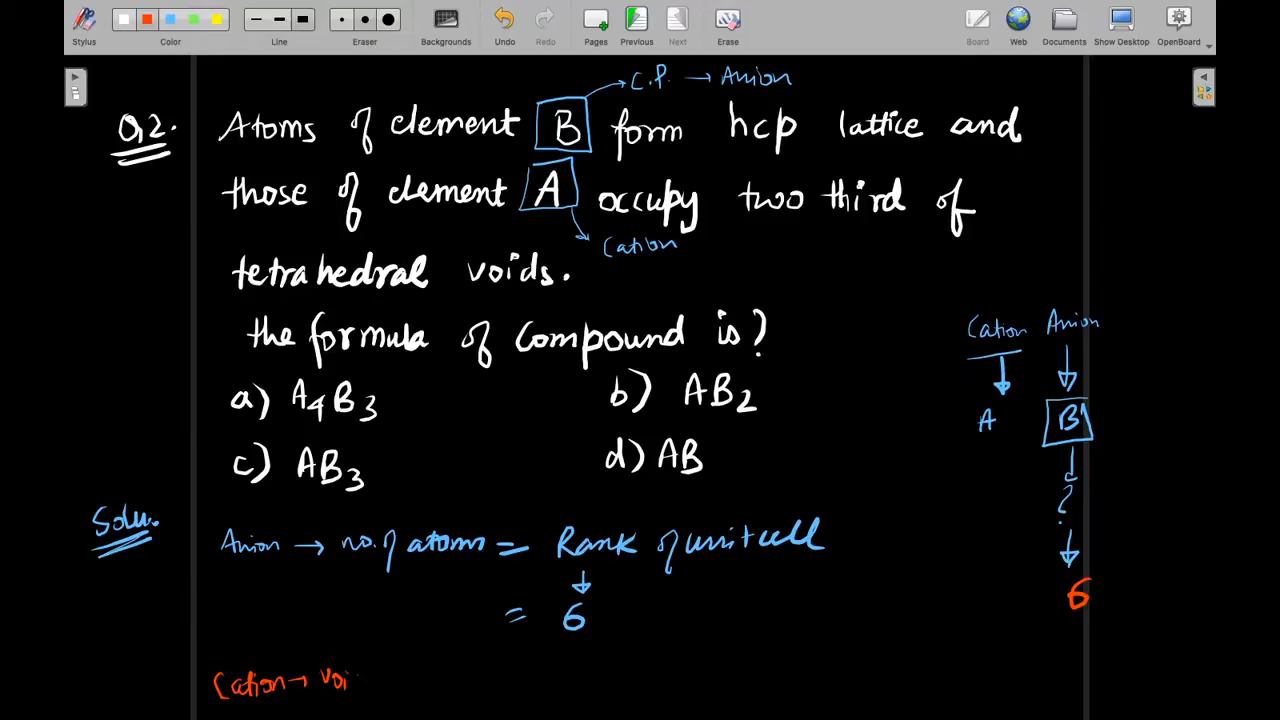 Stylus Color Line Eraser Backgrounds Undo Redo Pages Previous Next Erase Board Web Documents Show Desktop OpenBoard
C.P. → Anion
Q.2. Atoms of element B form hcp lattice and
those of element A occupy two third of
Cation
tetrahedral voids.
the formula of compound is?
a) A4B3 b) AB2
c) AB3 d) AB
Cation Anion
A B
?
6
Solu.
Anion → no. of atoms = Rank of unit cell
= 6
Cation → voi